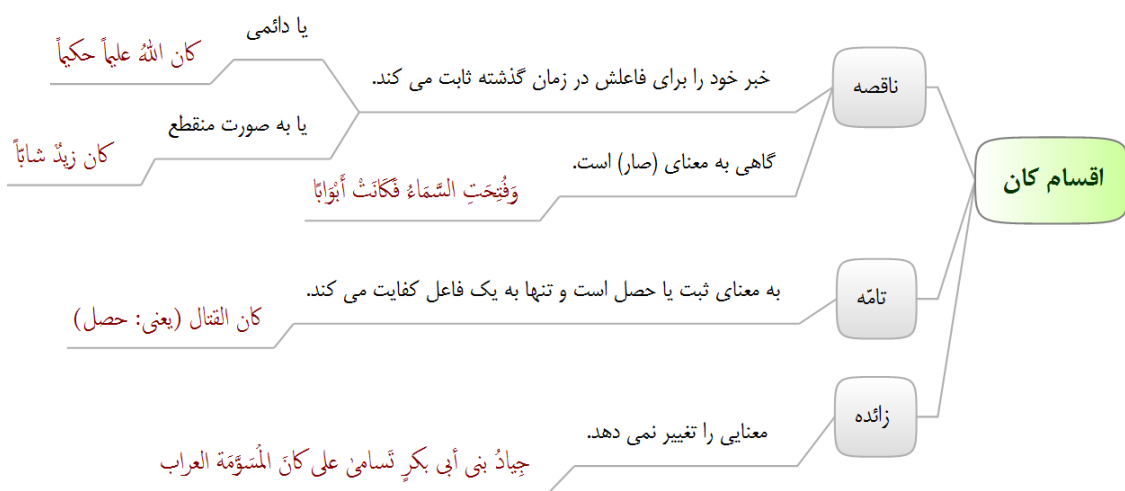 اقسام کان
ناقصه
خبر خود را برای فاعلش در زمان گذشته ثابت می کند.
یا دائمی
کان اللهُ علیماً حکیماً
یا به صورت منقطع
کان زیدٌ شابّاً
گاهی به معنای (صار) است.
وَفُتِحَتِ السَّمَاءُ فَكَانَتْ أَبْوَابًا
تامّه
به معنای ثبت یا حصل است و تنها به یک فاعل کفایت می کند.
کان القتال (یعنی: حصل)
زائده
معنایی را تغییر نمی دهد.
جِیادُ بنی أبی بکرٍ تَسامیٰ علی کانَ الْمُسَوَّمَة العراب